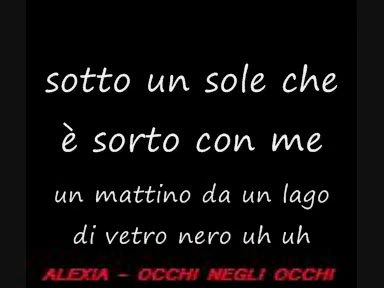 sotto un sole che
è sorto con me
un mattino da un lago
di vetro nero uh uh
ALEXIA - OCCHI NEGLI OCCHI